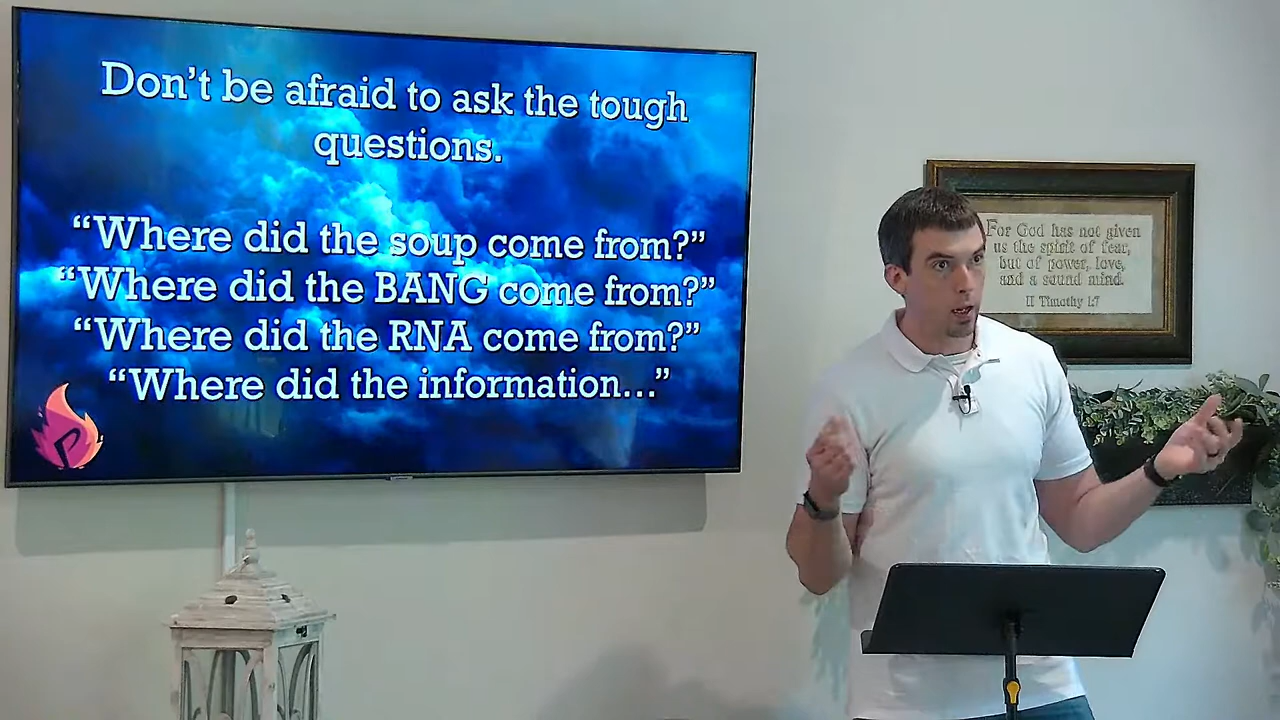 Don't be afraid to ask the tough
questions.
“Where did the soup come from?”
“Where did the BANG come from?”
“Where did the RNA come from?”
“Where did the information...”
P
For God has not given
us the spirit of fear,
but of power, love,
and a sound mind.
II Timothy 1:7